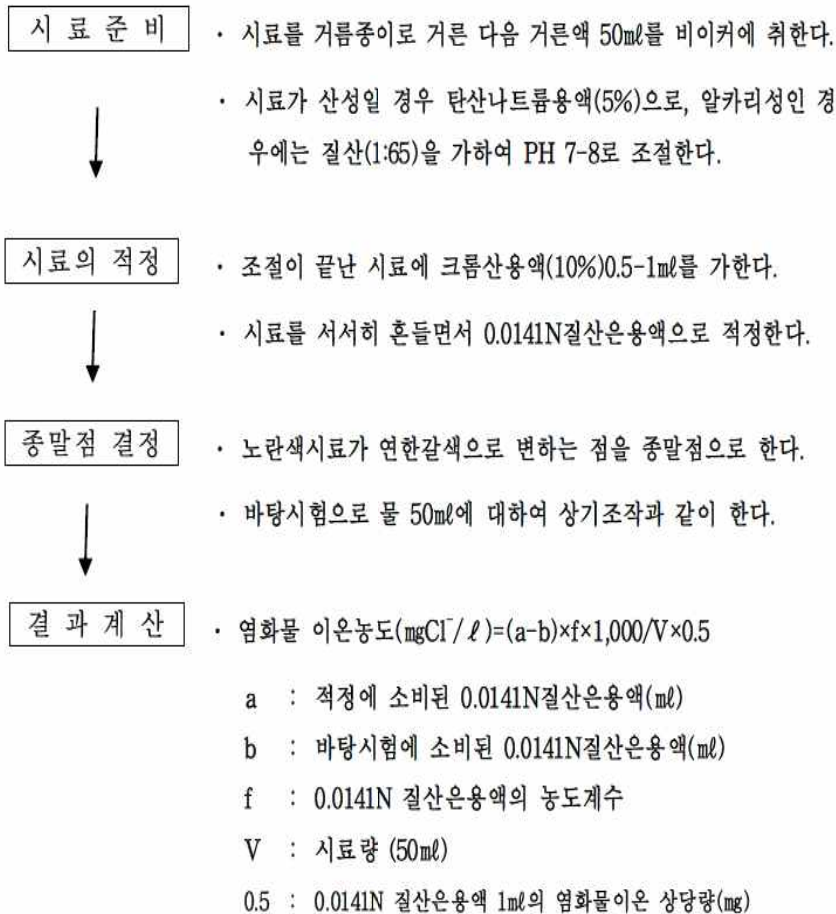 시 료 준 비 · 시료를 거름종이로 거른 다음 거른액 50㎖를 비이커에 취한다.
· 시료가 산성일 경우 탄산나트륨용액(5%)으로, 알카리성인 경
우에는 질산(1:65)을 가하여 PH 7-8로 조절한다.
시료의 적정 · 조절이 끝난 시료에 크롬산용액(10%)0.5-1㎖를 가한다.
· 시료를 서서히 흔들면서 0.0141N질산은용액으로 적정한다.
종말점 결정 · 노란색시료가 연한갈색으로 변하는 점을 종말점으로 한다.
· 바탕시험으로 물 50㎖에 대하여 상기조작과 같이 한다.
결 과 계 산 · 염화물 이온농도(mgCl⁻/ℓ)=(a-b)×f×1,000/V×0.5
a : 적정에 소비된 0.0141N질산은용액(㎖)
b : 바탕시험에 소비된 0.0141N질산은용액(㎖)
f : 0.0141N 질산은용액의 농도계수
V : 시료량 (50㎖)
0.5 : 0.0141N 질산은용액 1㎖의 염화물이온 상당량(㎎)